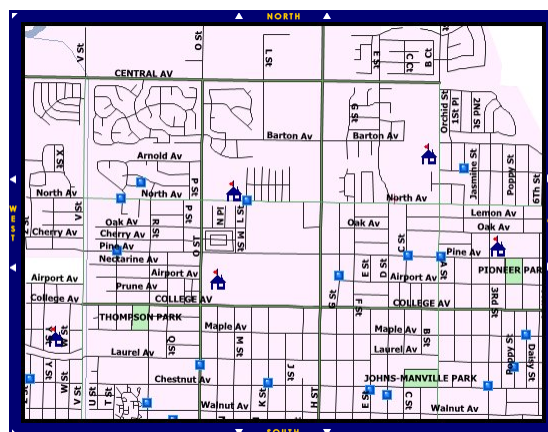 NORTH
V St
O St
L St
E St
C Ct
B Ct
CENTRAL AV
Orchid St
1St Pl
2ND St
G St
Barton Av
Barton Av
X St
Arnold Av
Jasmine St
Poppy St
6Th St
North Av
North Av
North Av
P St
V St
P St
N Pl
L St
Lemon Av
WEST
Oak Av
R St
Oak Av
Oak Av
Cherry Av
Cherry Av
M St
C St
Pine Av
Pine Av
Nectarine Av
O St
E St
D St
A St
PIONEER PAR
Airport Av
Airport Av
Airport Av
Prune Av
College Av
COLLEGE AV
COLLEGE AV
F St
3RD St
THOMPSON PARK
Maple Av
Maple Av
B St
Q St
M St
Laurel Av
Laurel Av
Poppy St
Daisy St
Y St
W St
V St
Chestnut Av
J St
JOHNS-MANVILLE PARK
U St
T St
K St
H ST
E St
C St
Walnut Av
Walnut Av
SOUTH